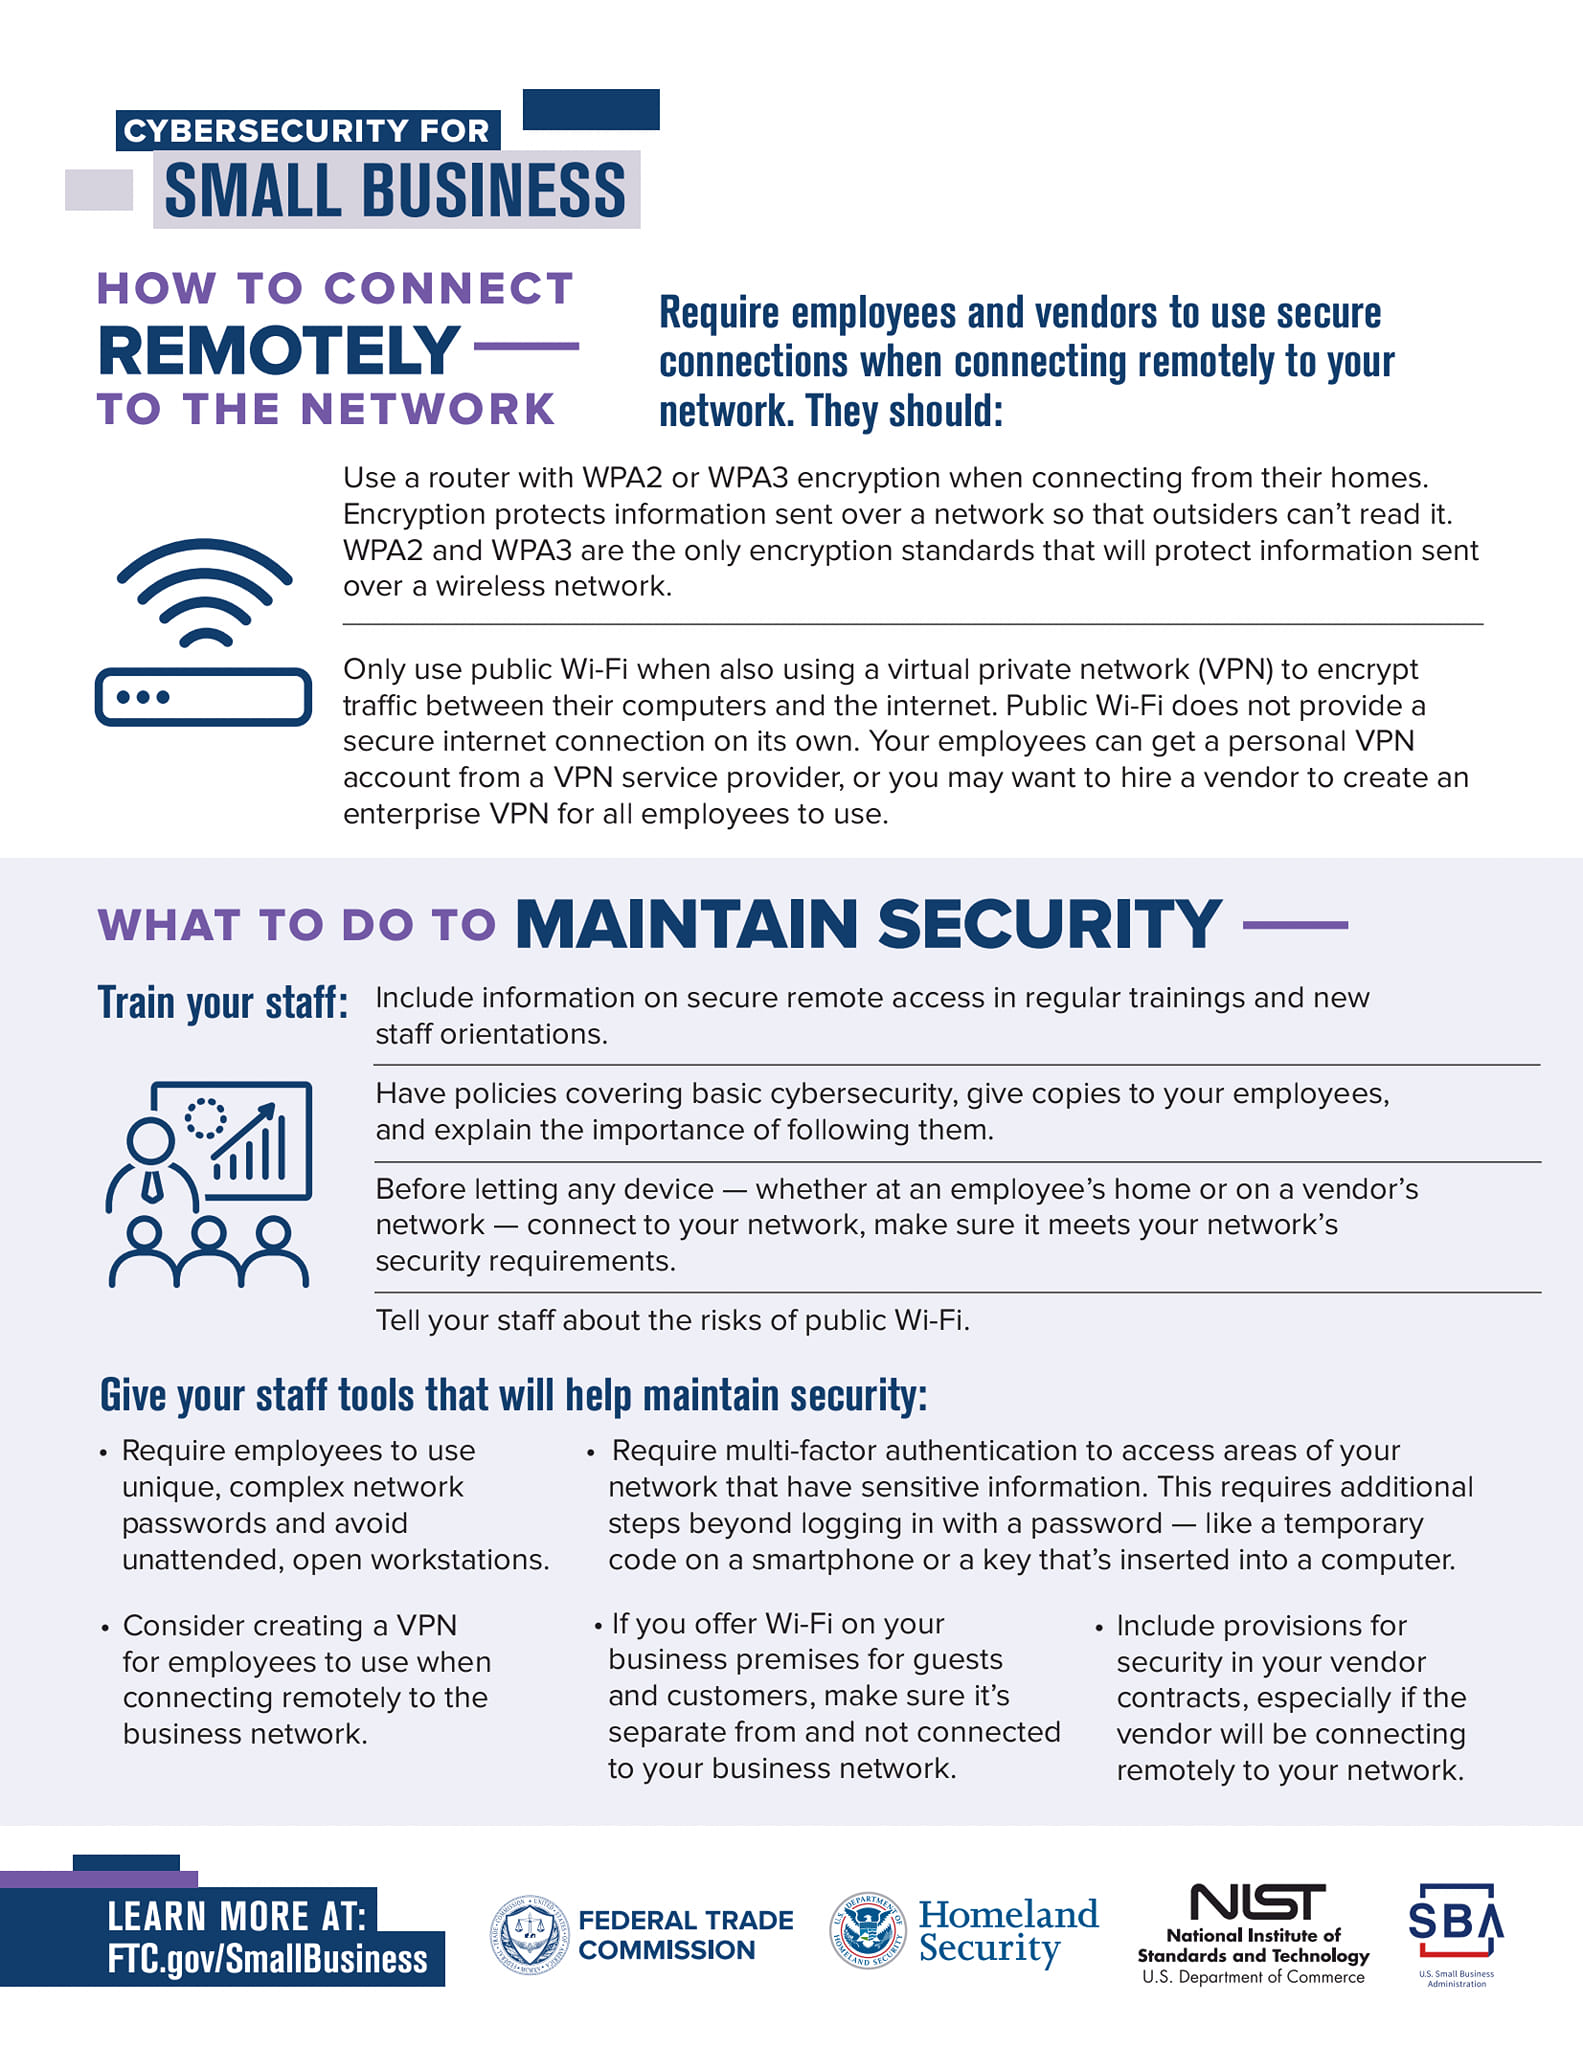 CYBERSECURITY FOR
SMALL BUSINESS
HOW TO CONNECT
REMOTELY
TO THE NETWORK
Require employees and vendors to use secure
connections when connecting remotely to your
network. They should:
Use a router with WPA2 or WPA3 encryption when connecting from their homes.
Encryption protects information sent over a network so that outsiders can’t read it.
WPA2 and WPA3 are the only encryption standards that will protect information sent
over a wireless network.
Only use public Wi-Fi when also using a virtual private network (VPN) to encrypt
traffic between their computers and the internet. Public Wi-Fi does not provide a
secure internet connection on its own. Your employees can get a personal VPN
account from a VPN service provider, or you may want to hire a vendor to create an
enterprise VPN for all employees to use.
WHAT TO DO TO MAINTAIN SECURITY
Train your staff:
Include information on secure remote access in regular trainings and new
staff orientations.
Have policies covering basic cybersecurity, give copies to your employees,
and explain the importance of following them.
Before letting any device — whether at an employee’s home or on a vendor’s
network — connect to your network, make sure it meets your network’s
security requirements.
Tell your staff about the risks of public Wi-Fi.
Give your staff tools that will help maintain security:
• Require employees to use
unique, complex network
passwords and avoid
unattended, open workstations.
• Require multi-factor authentication to access areas of your
network that have sensitive information. This requires additional
steps beyond logging in with a password — like a temporary
code on a smartphone or a key that’s inserted into a computer.
• Consider creating a VPN
for employees to use when
connecting remotely to the
business network.
• If you offer Wi-Fi on your
business premises for guests
and customers, make sure it’s
separate from and not connected
to your business network.
• Include provisions for
security in your vendor
contracts, especially if the
vendor will be connecting
remotely to your network.
LEARN MORE AT:
FTC.gov/SmallBusiness
FEDERAL TRADE
COMMISSION
U.S. DEPARTMENT OF
HOMELAND SECURITY
Homeland
Security
NIST
National Institute of
Standards and Technology
U.S. Department of Commerce
SBA
U.S. Small Business
Administration